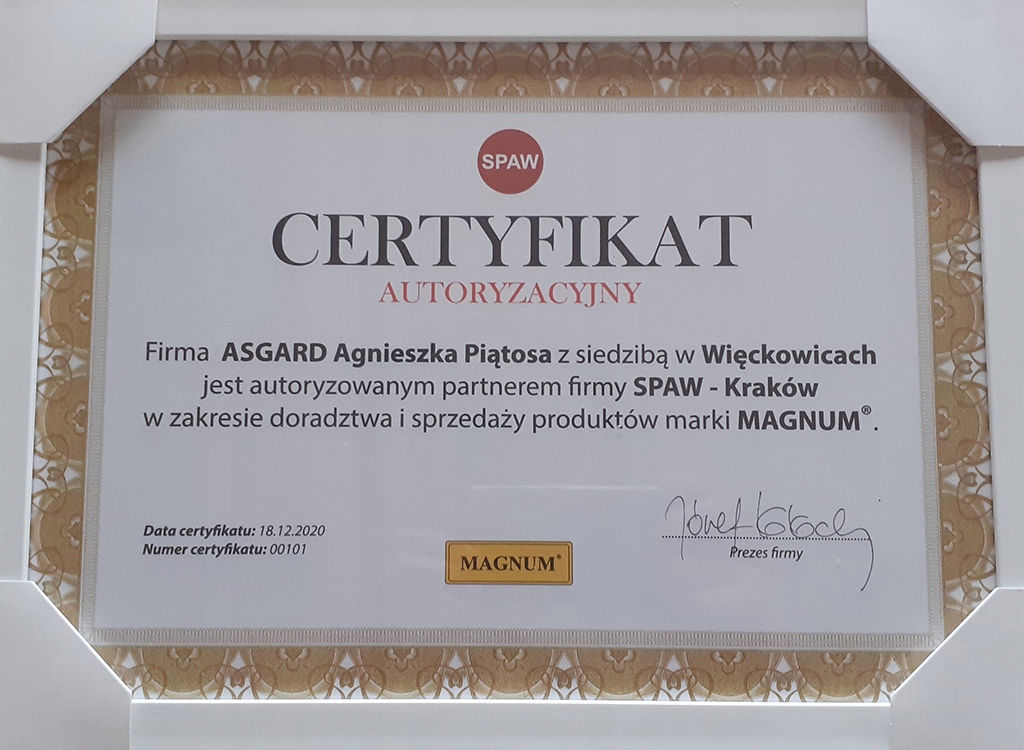 SPAW
CERTYFIKAT
AUTORYZACYJNY
Firma ASGARD Agnieszka Piątosa z siedzibą w Więckowicach
jest autoryzowanym partnerem firmy SPAW - Kraków
w zakresie doradztwa i sprzedaży produktów marki MAGNUM®.
Data certyfikatu: 18.12.2020
Numer certyfikatu: 00101
MAGNUM®
Józef
Prezes firmy